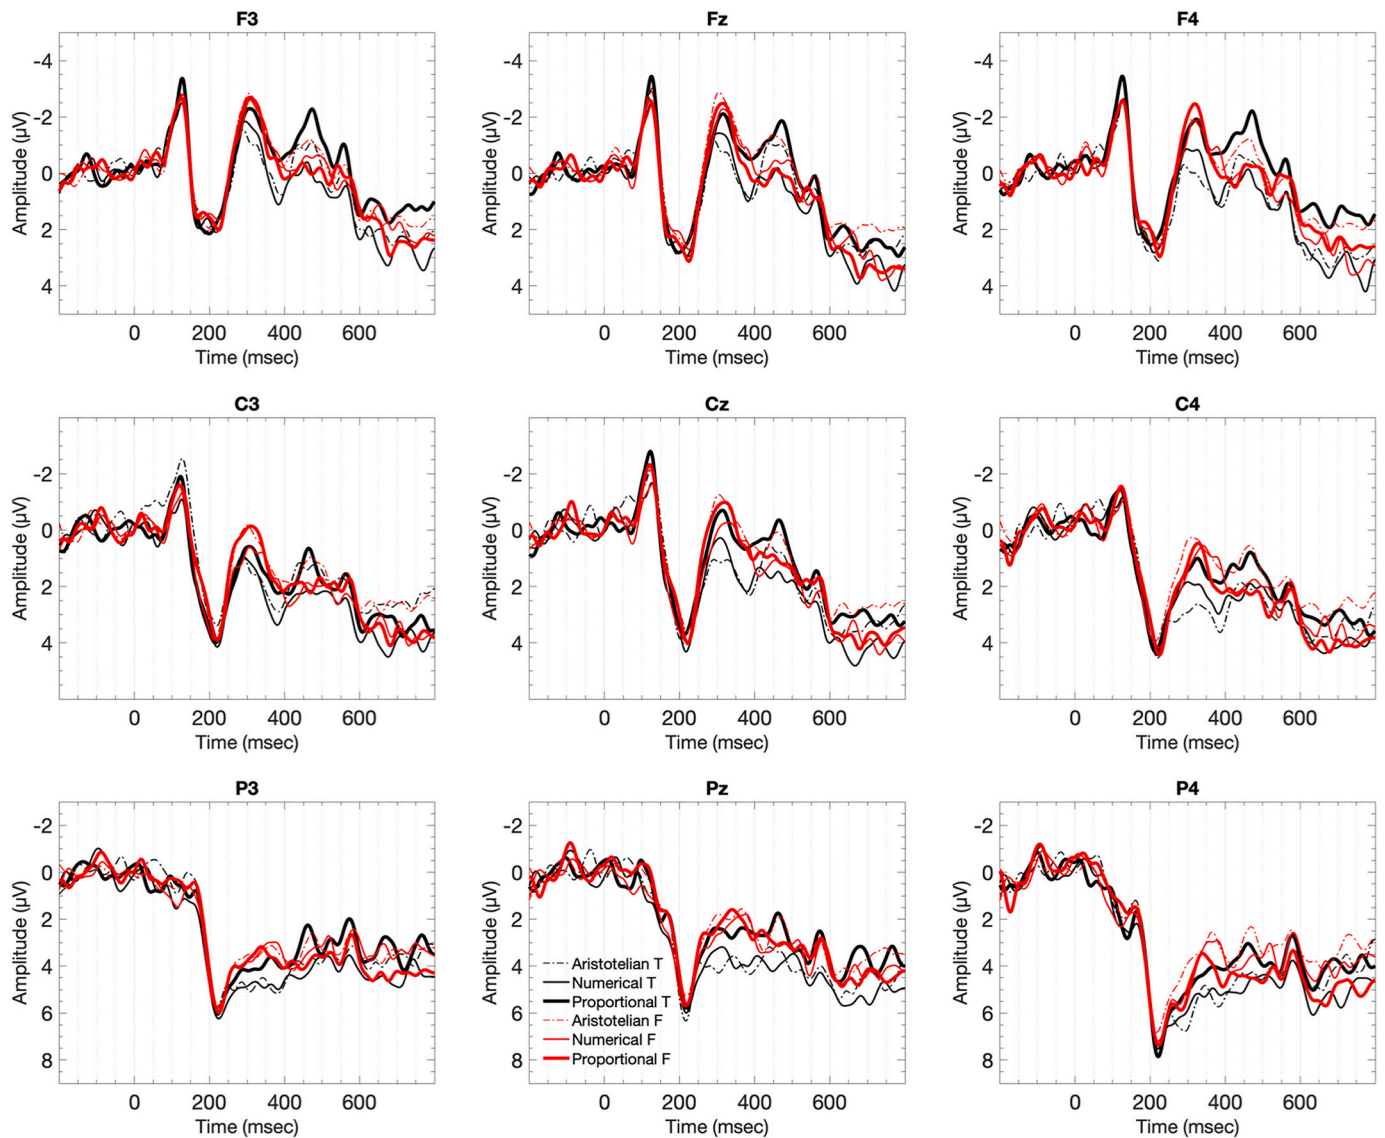 F3
Fz
F4
-4
-2
0
2
4
Amplitude (µV)
0 200 400 600
Time (msec)
-4
-2
0
2
4
Amplitude (µV)
0 200 400 600
Time (msec)
-4
-2
0
2
4
Amplitude (µV)
0 200 400 600
Time (msec)
C3
Cz
C4
-2
0
2
4
Amplitude (µV)
0 200 400 600
Time (msec)
-2
0
2
4
Amplitude (µV)
0 200 400 600
Time (msec)
-2
0
2
4
Amplitude (µV)
0 200 400 600
Time (msec)
P3
Pz
P4
-2
0
2
4
6
8
Amplitude (µV)
0 200 400 600
Time (msec)
-2
0
2
4
6
8
Amplitude (µV)
Aristotelian T
Numerical T
Proportional T
Aristotelian F
Numerical F
Proportional F
0 200 400 600
Time (msec)
-2
0
2
4
6
8
Amplitude (µV)
0 200 400 600
Time (msec)